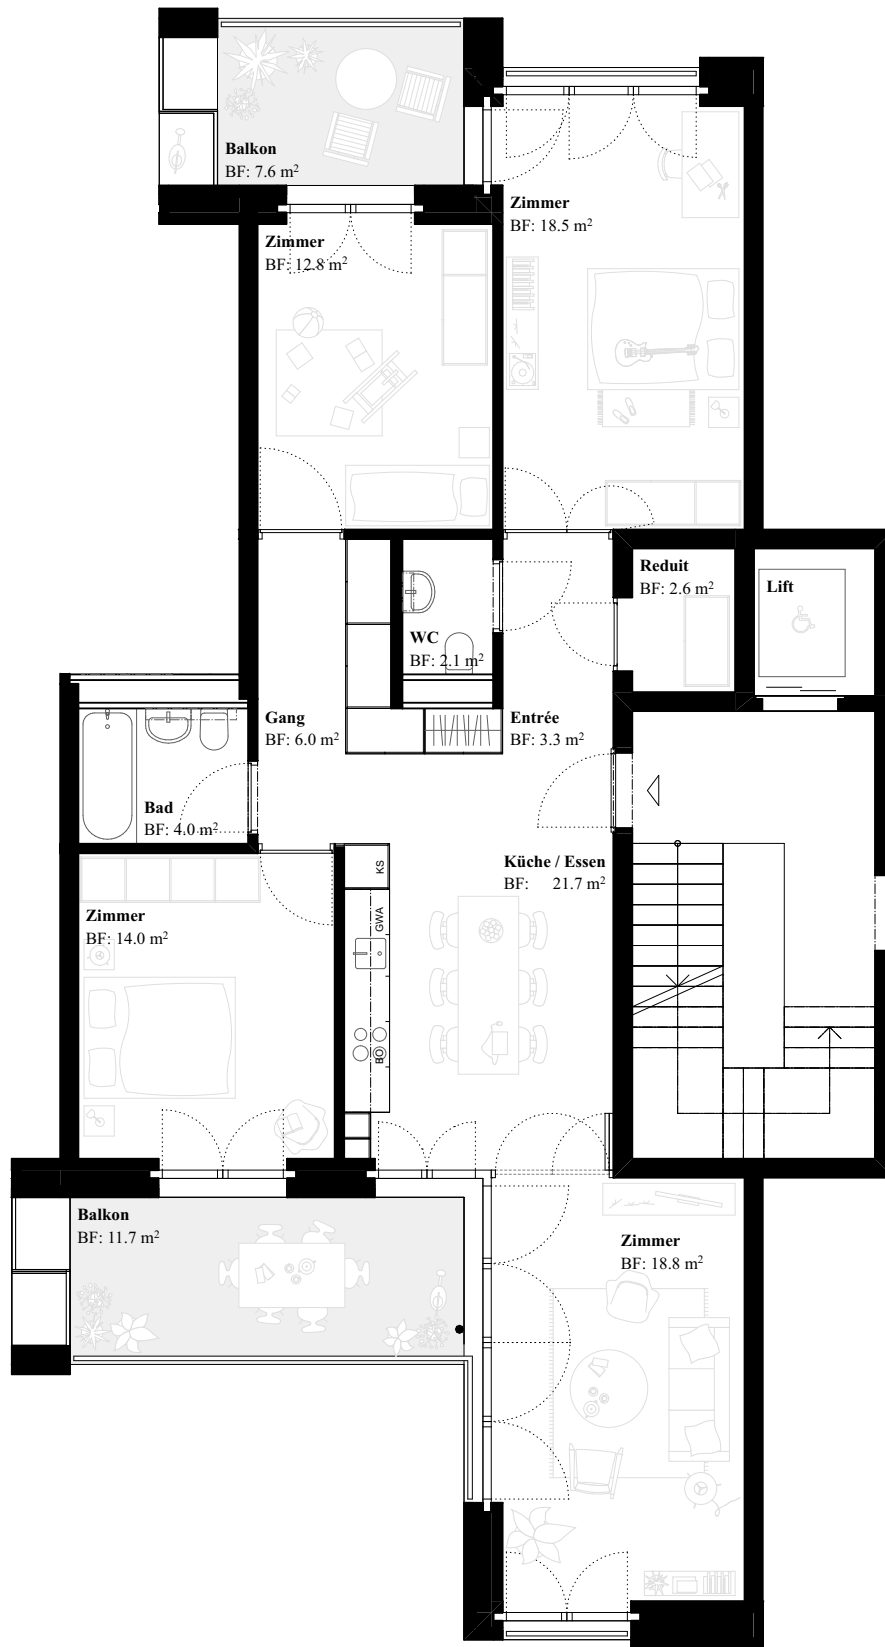 Balkon
BF: 7.6 m²
Zimmer
BF: 18.5 m²
Zimmer
BF: 12.8 m²
Reduit
BF: 2.6 m²
Lift
WC
BF: 2.1 m²
Gang
BF: 6.0 m²
Entrée
BF: 3.3 m²
Bad
BF: 4.0 m²
Küche / Essen
BF: 21.7 m²
KS
GWA
BO
Zimmer
BF: 14.0 m²
Balkon
BF: 11.7 m²
Zimmer
BF: 18.8 m²